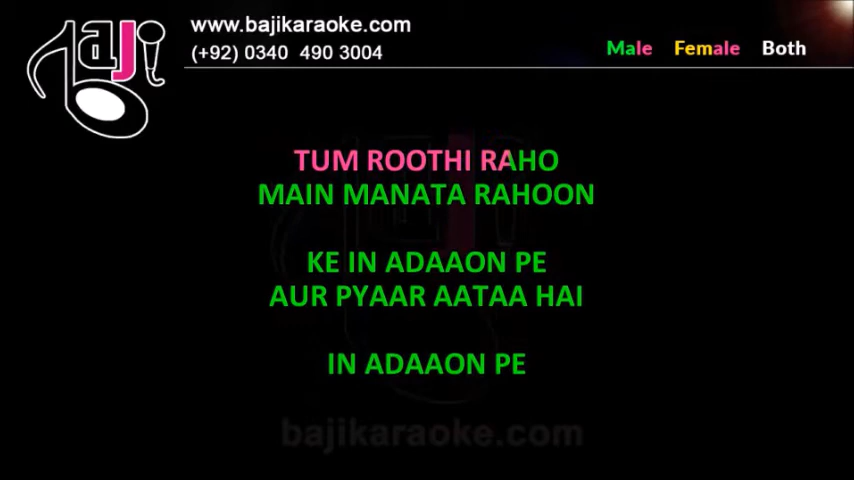 BAJI
www.bajikaraoke.com
(+92) 0340 490 3004
Male Female Both
TUM ROOTHI RAHO
MAIN MANATA RAHOON
KE IN ADAAON PE
AUR PYAAR AATAA HAI
IN ADAAON PE
bajikaraoke.com